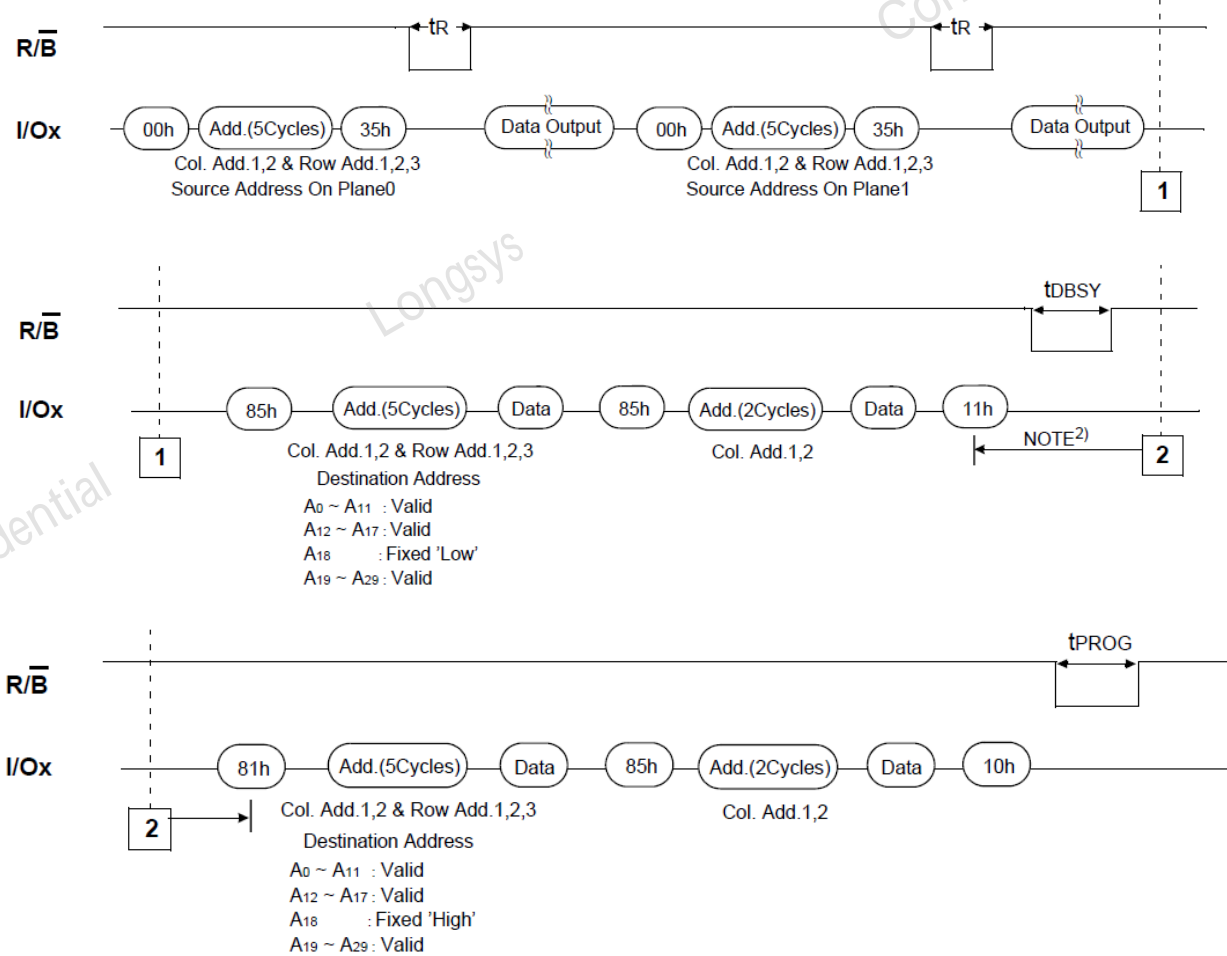 Con
R/B tR tR
I/Ox 00h Add.(5Cycles) 35h Data Output 00h Add.(5Cycles) 35h Data Output
Col. Add.1,2 & Row Add.1,2,3 Col. Add.1,2 & Row Add.1,2,3
Source Address On Plane0 Source Address On Plane1 1
Longsys
R/B tDBSY
I/Ox 85h Add.(5Cycles) Data 85h Add.(2Cycles) Data 11h
1 Col. Add.1,2 & Row Add.1,2,3 Col. Add.1,2 NOTE2) 2
Destination Address
A0 ~ A11 : Valid
A12 ~ A17 : Valid
A18 : Fixed 'Low'
A19 ~ A29 : Valid
dential
R/B tPROG
I/Ox 81h Add.(5Cycles) Data 85h Add.(2Cycles) Data 10h
2 Col. Add.1,2 & Row Add.1,2,3 Col. Add.1,2
Destination Address
A0 ~ A11 : Valid
A12 ~ A17 : Valid
A18 : Fixed 'High'
A19 ~ A29 : Valid